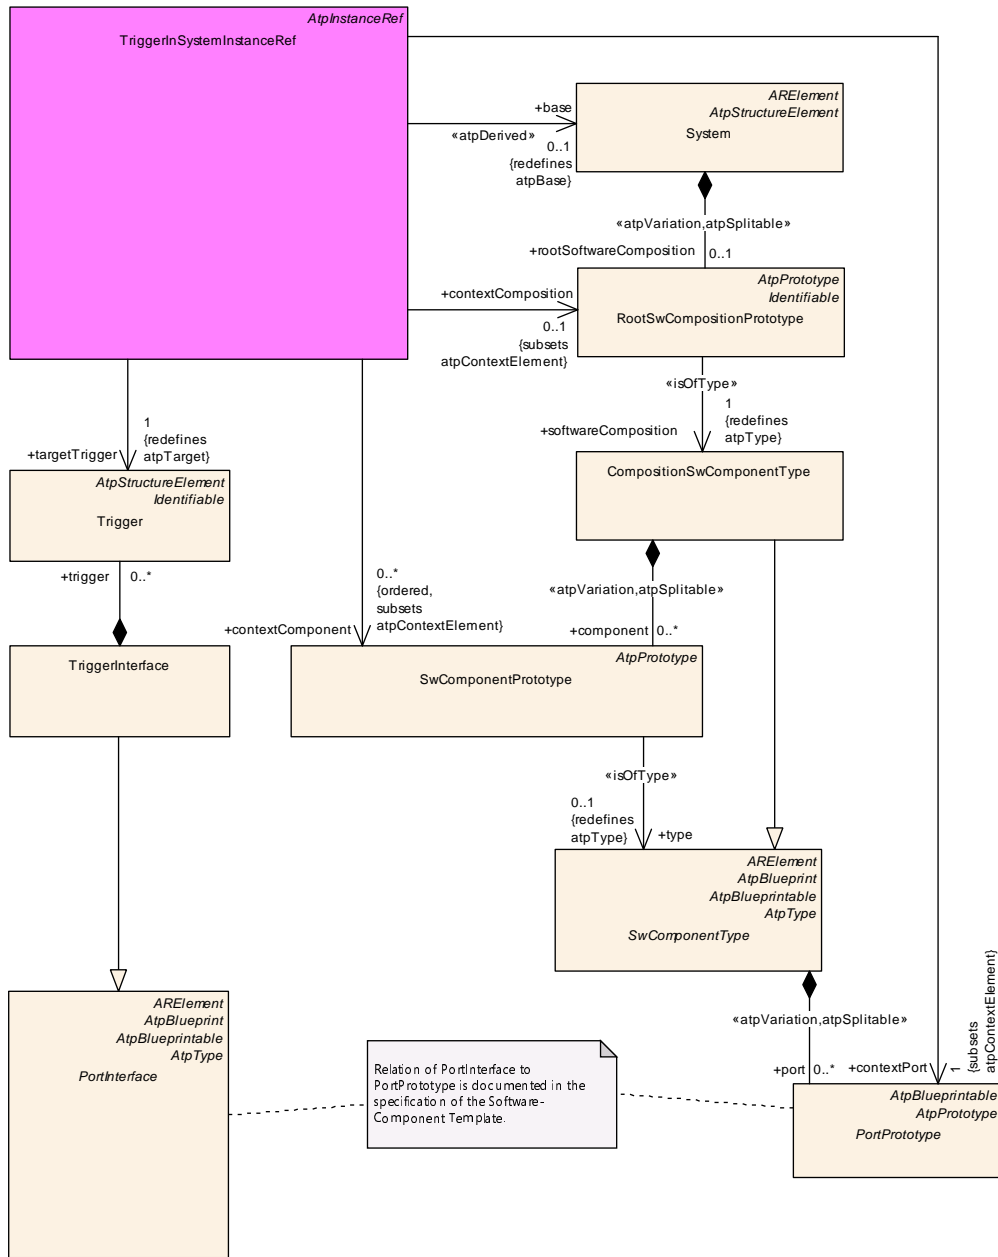 AtpInstanceRef
TriggerInSystemInstanceRef
+base
«atpDerived»
0..1
{redefines
atpBase}
ARElement
AtpStructureElement
System
«atpVariation,atpSplitable»
+rootSoftwareComposition
0..1
+contextComposition
0..1
{subsets
atpContextElement}
AtpPrototype
Identifiable
RootSwCompositionPrototype
«isOfType»
1
{redefines
atpType}
+softwareComposition
1
{redefines
atpTarget}
+targetTrigger
AtpStructureElement
Identifiable
Trigger
CompositionSwComponentType
+trigger
0..*
0..*
{ordered,
subsets
atpContextElement}
+contextComponent
«atpVariation,atpSplitable»
+component
0..*
TriggerInterface
AtpPrototype
SwComponentPrototype
«isOfType»
0..1
{redefines
atpType}
+type
ARElement
AtpBlueprint
AtpBlueprintable
AtpType
SwComponentType
ARElement
AtpBlueprint
AtpBlueprintable
AtpType
PortInterface
«atpVariation,atpSplitable»
+port
0..*
+contextPort
1
{subsets
atpContextElement}
Relation of PortInterface to
PortPrototype is documented in the
specification of the Software-
Component Template.
AtpBlueprintable
AtpPrototype
PortPrototype